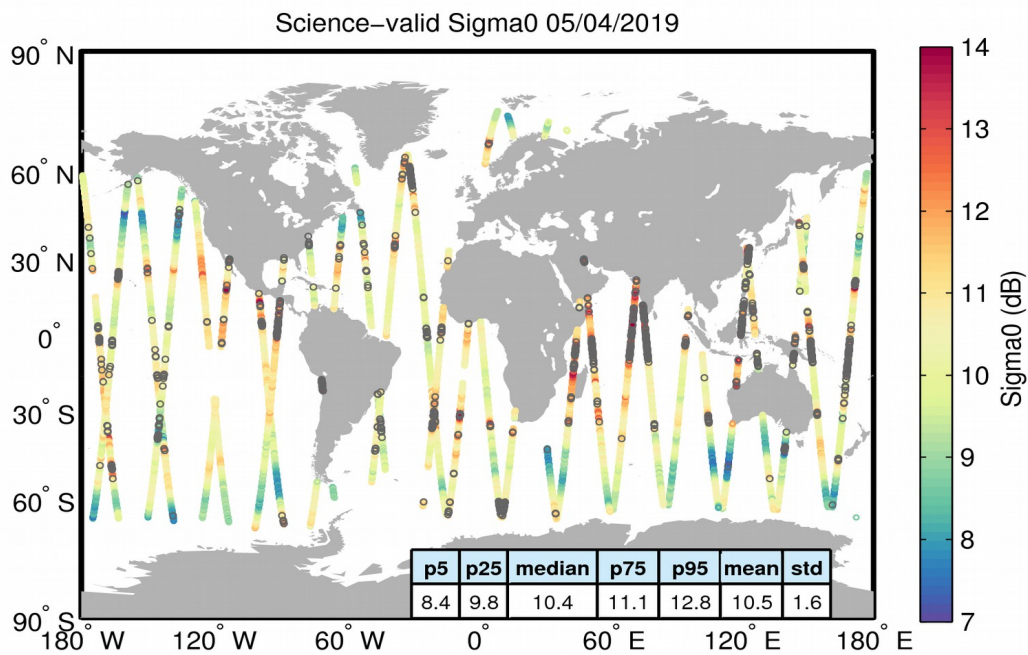 Science−valid Sigma0 05/04/2019
90° N
60° N
30° N
0°
30° S
60° S
90° S
180° W
120° W
60° W
0°
60° E
120° E
180° E
14
13
12
11
10
9
8
7
Sigma0 (dB)
p5 p25 median p75 p95 mean std
8.4 9.8 10.4 11.1 12.8 10.5 1.6